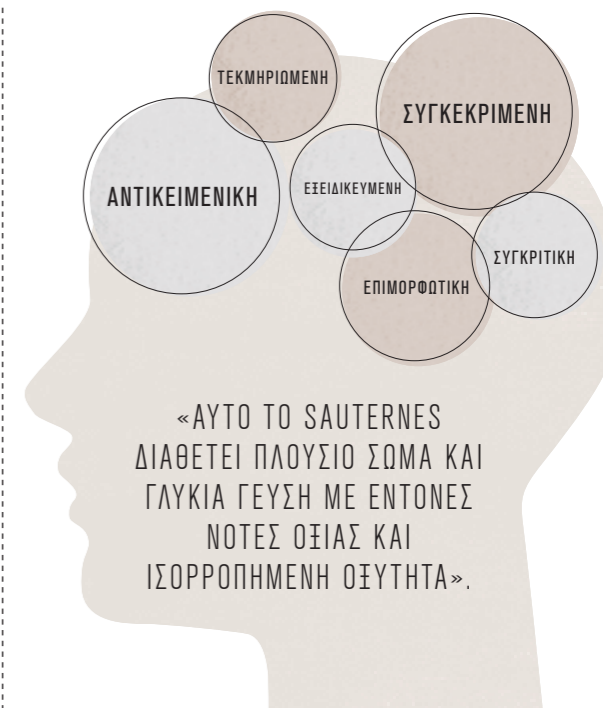 ΤΕΚΜΗΡΙΩΜΕΝΗ
ΣΥΓΚΕΚΡΙΜΕΝΗ
ΑΝΤΙΚΕΙΜΕΝΙΚΗ
ΕΞΕΙΔΙΚΕΥΜΕΝΗ
ΣΥΓΚΡΙΤΙΚΗ
ΕΠΙΜΟΡΦΩΤΙΚΗ
«ΑΥΤΟ ΤΟ SAUTERNES
ΔΙΑΘΕΤΕΙ ΠΛΟΥΣΙΟ ΣΩΜΑ ΚΑΙ
ΓΛΥΚΙΑ ΓΕΥΣΗ ΜΕ ΕΝΤΟΝΕΣ
ΝΟΤΕΣ ΟΞΙΑΣ ΚΑΙ
ΙΣΟΡΡΟΠΗΜΕΝΗ ΟΞΥΤΗΤΑ».